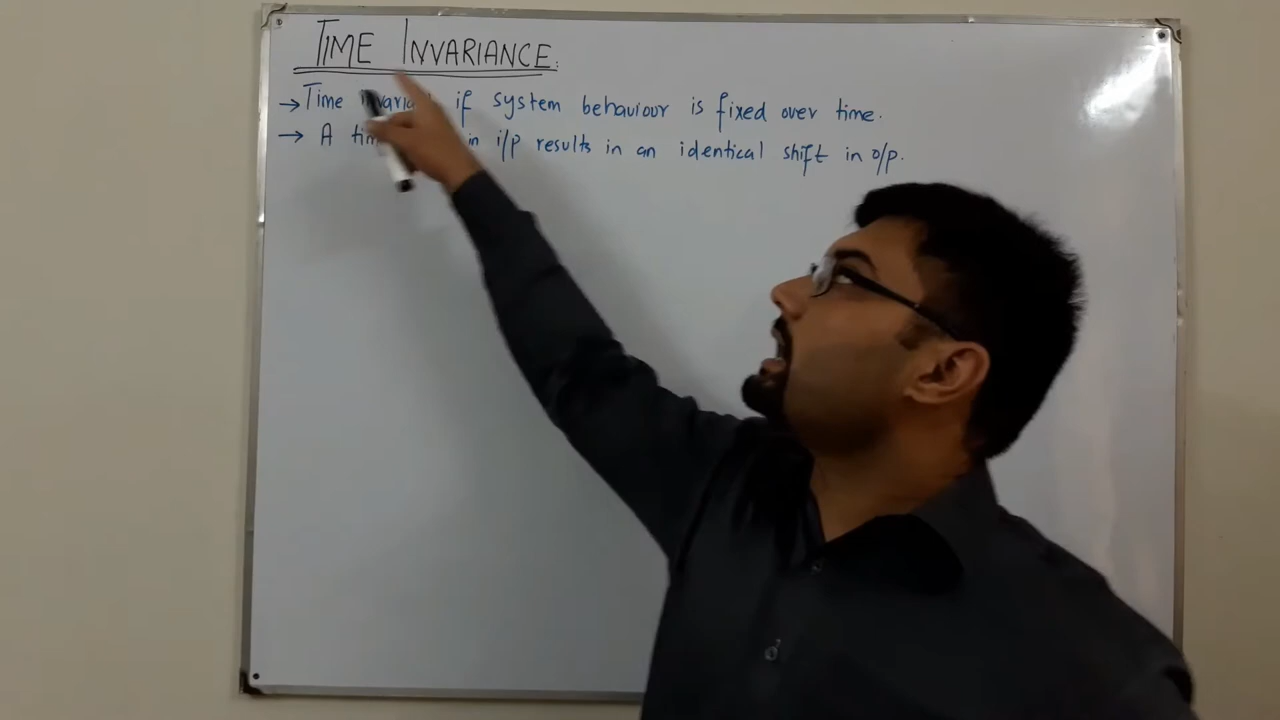 TIME INVARIANCE:
→ Time if system behaviour is fixed over time.
→ A in i/p results in an identical shift in o/p.